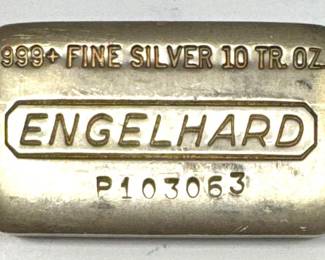 999+ FINE SILVER 10 TR. OZ.
ENGELHARD
P103063